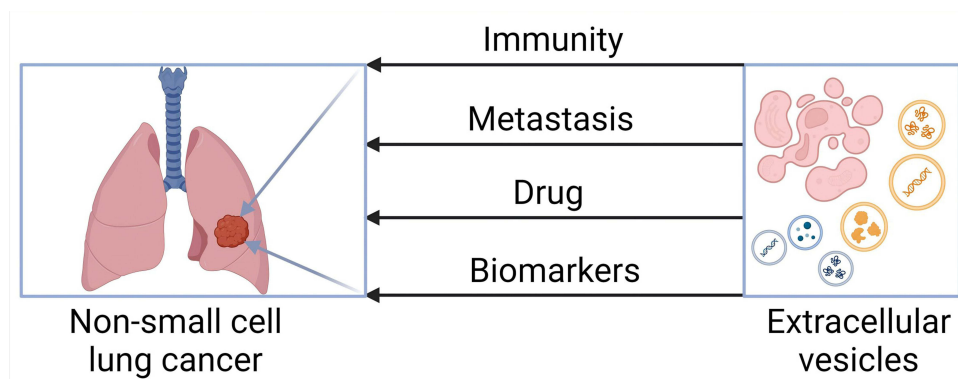 Immunity
Metastasis
Drug
Biomarkers
Non-small cell
lung cancer
Extracellular
vesicles